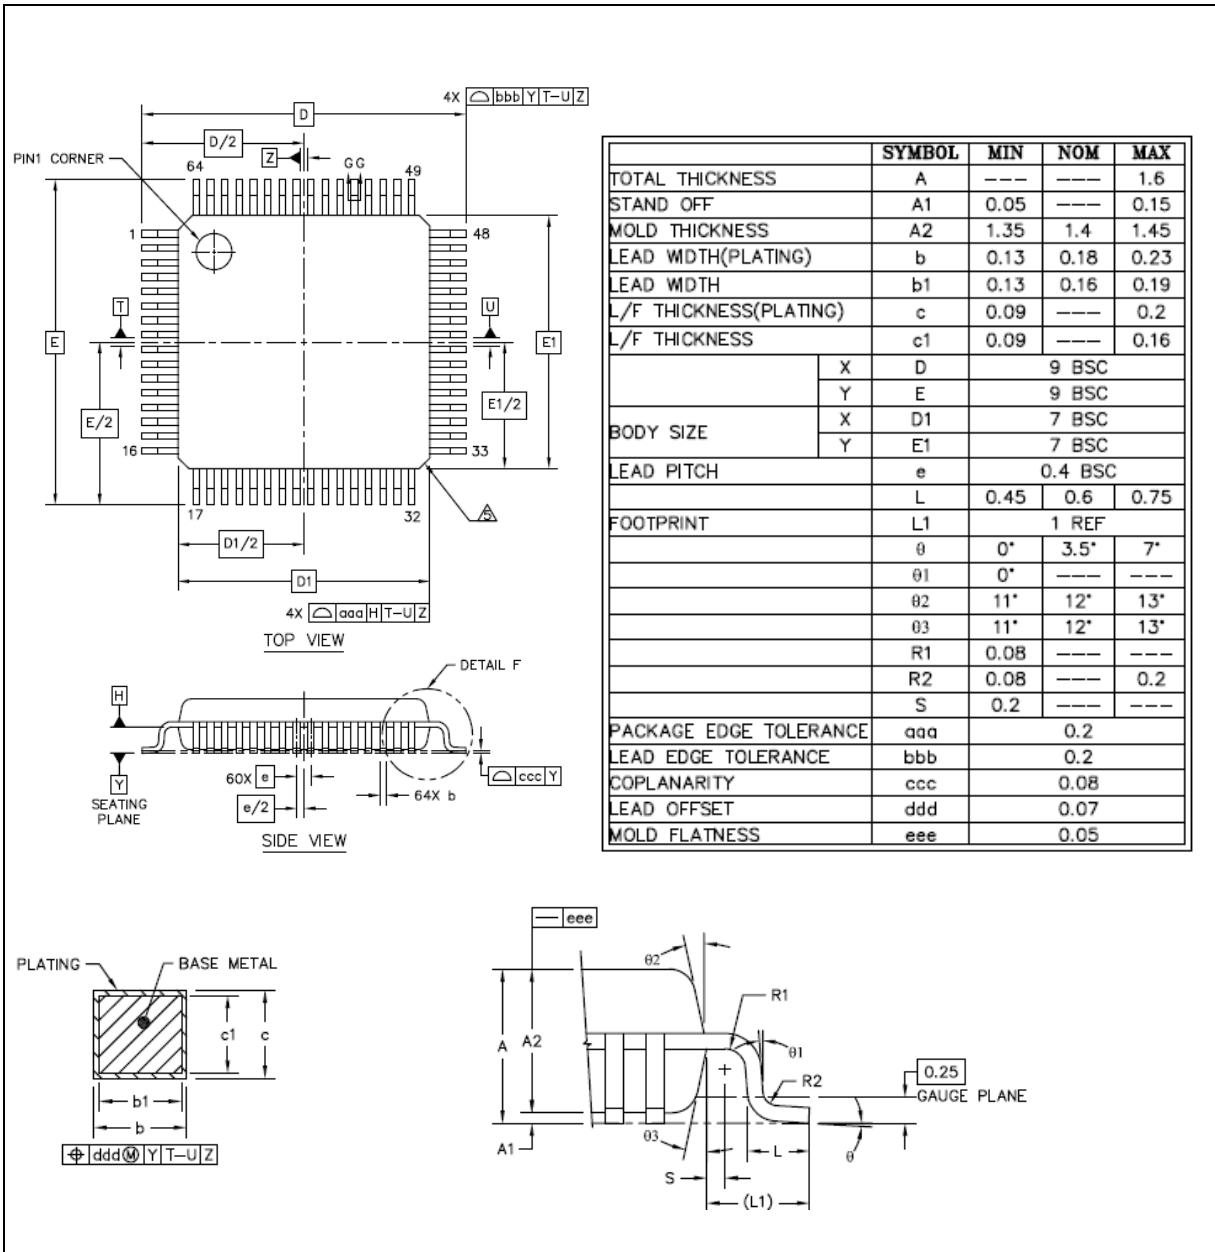 4X ⌓ bbb Y T-U Z
D
D/2
Z
G G
PIN1 CORNER
64
49
1
48
T
U
E
E1
E/2
E1/2
16
33
17
32
5
D1/2
D1
4X ⌓ aaa H T-U Z
TOP VIEW
DETAIL F
H
Y
SEATING
PLANE
60X e
e/2
64X b
⌓ ccc Y
SIDE VIEW
SYMBOL MIN NOM MAX
TOTAL THICKNESS A --- --- 1.6
STAND OFF A1 0.05 --- 0.15
MOLD THICKNESS A2 1.35 1.4 1.45
LEAD WIDTH(PLATING) b 0.13 0.18 0.23
LEAD WIDTH b1 0.13 0.16 0.19
L/F THICKNESS(PLATING) c 0.09 --- 0.2
L/F THICKNESS c1 0.09 --- 0.16
X D 9 BSC
Y E 9 BSC
BODY SIZE X D1 7 BSC
Y E1 7 BSC
LEAD PITCH e 0.4 BSC
L 0.45 0.6 0.75
FOOTPRINT L1 1 REF
θ 0° 3.5° 7°
θ1 0° --- ---
θ2 11° 12° 13°
θ3 11° 12° 13°
R1 0.08 --- ---
R2 0.08 --- 0.2
S 0.2 --- ---
PACKAGE EDGE TOLERANCE aaa 0.2
LEAD EDGE TOLERANCE bbb 0.2
COPLANARITY ccc 0.08
LEAD OFFSET ddd 0.07
MOLD FLATNESS eee 0.05
PLATING
BASE METAL
c1
c
b1
b
⌖ ddd Ⓜ Y T-U Z
— eee
θ2
R1
A
A2
θ1
R2
0.25
GAUGE PLANE
A1
θ3
L
θ
S
(L1)